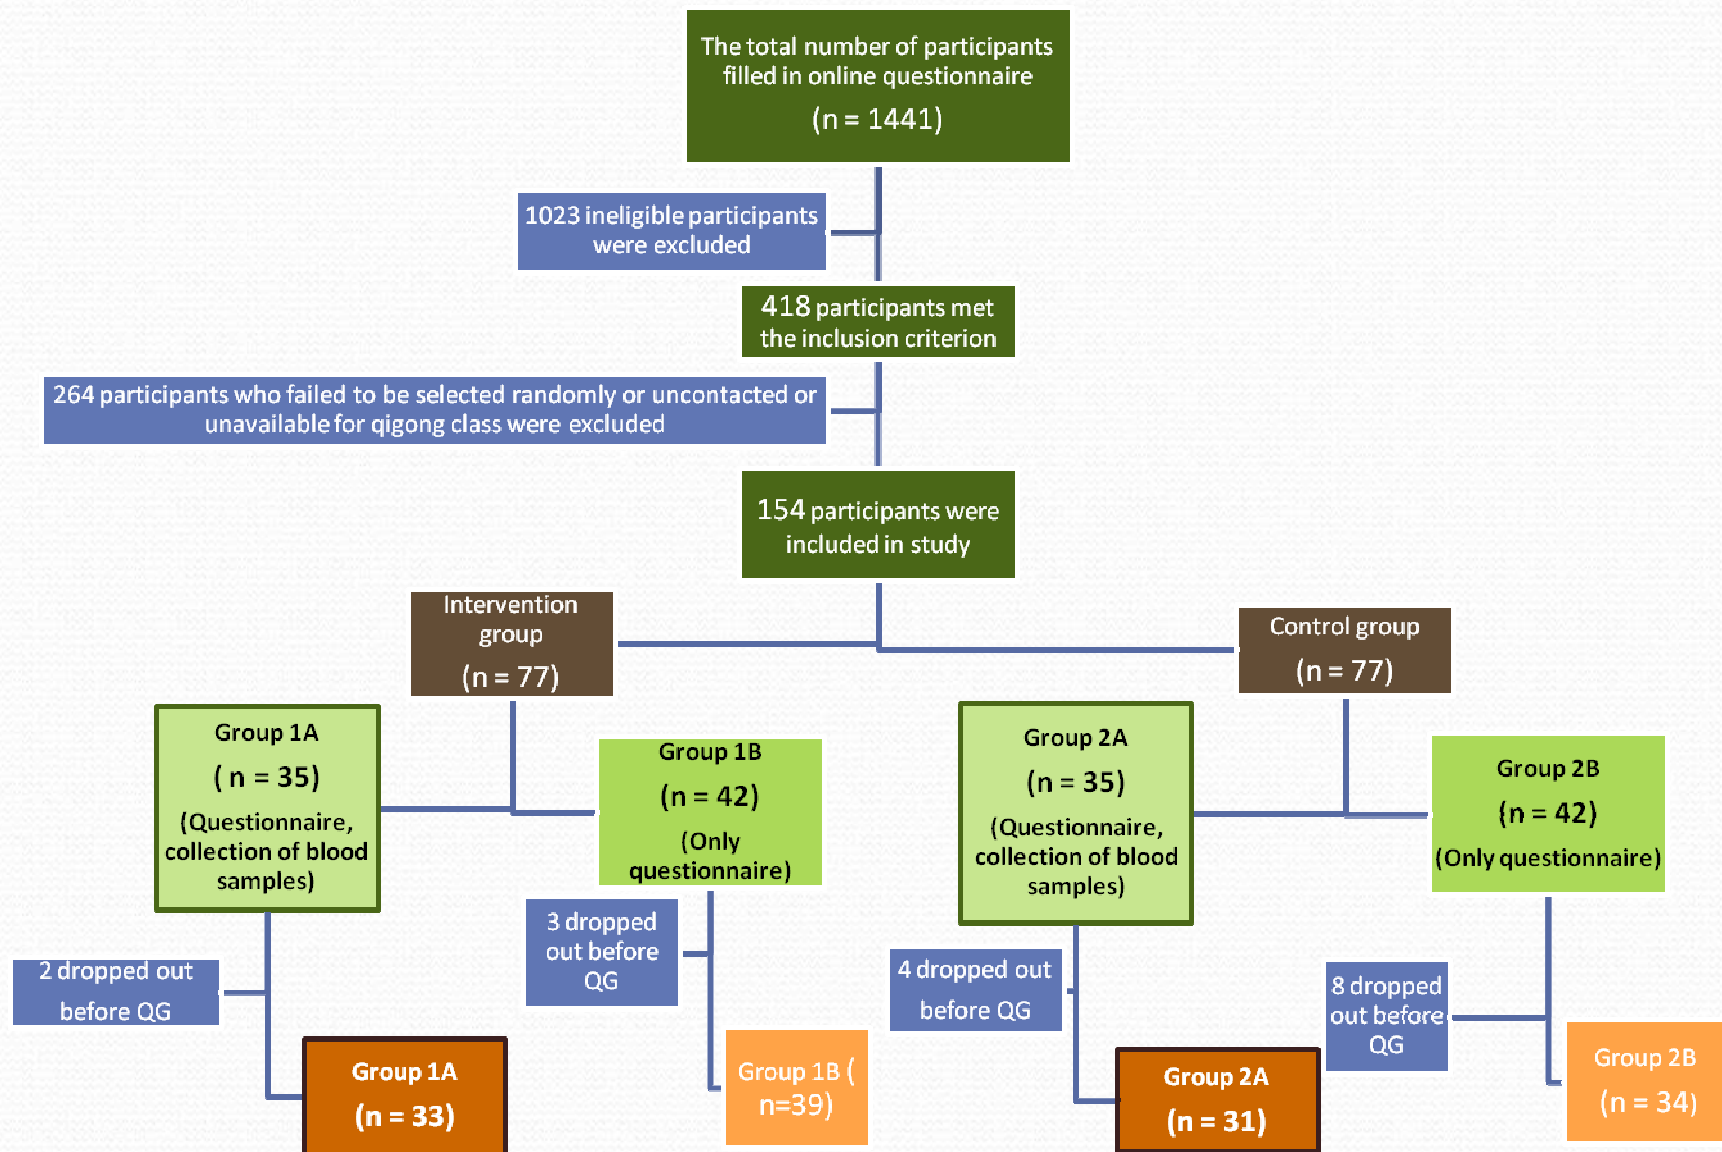 The total number of participants
filled in online questionnaire
(n = 1441)
1023 ineligible participants
were excluded
418 participants met
the inclusion criterion
264 participants who failed to be selected randomly or uncontacted or
unavailable for qigong class were excluded
154 participants were
included in study
Intervention
group
(n = 77)
Control group
(n = 77)
Group 1A
( n = 35)
(Questionnaire,
collection of blood
samples)
Group 1B
(n = 42)
(Only
questionnaire)
Group 2A
(n = 35)
(Questionnaire,
collection of blood
samples)
Group 2B
(n = 42)
(Only questionnaire)
2 dropped out
before QG
3 dropped
out before
QG
4 dropped out
before QG
8 dropped
out before
QG
Group 1A
(n = 33)
Group 1B (
n=39)
Group 2A
(n = 31)
Group 2B
(n = 34)